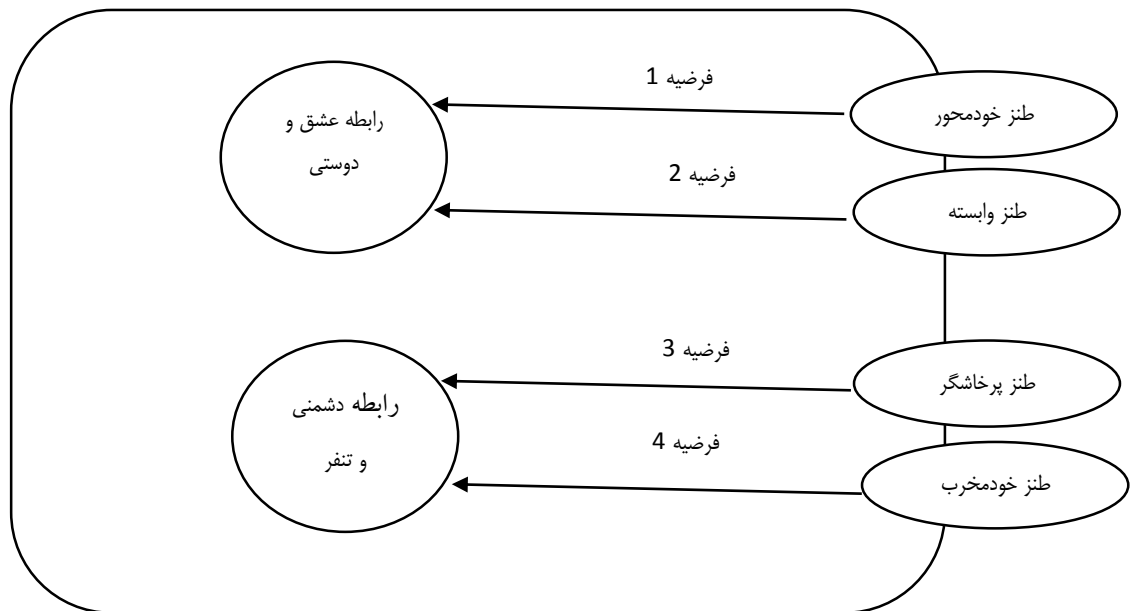 فرضیه 1
طنز خودمحور
رابطه عشق و
دوستی
فرضیه 2
طنز وابسته
فرضیه 3
طنز پرخاشگر
رابطه دشمنی
و تنفر
فرضیه 4
طنز خودمخرب